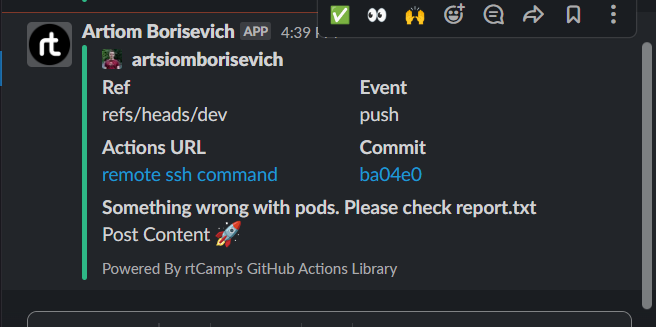 rt
Artiom Borisevich APP 4:39
artsiomborisevich
Ref Event
refs/heads/dev push
Actions URL Commit
remote ssh command ba04e0
Something wrong with pods. Please check report.txt
Post Content 🚀
Powered By rtCamp's GitHub Actions Library